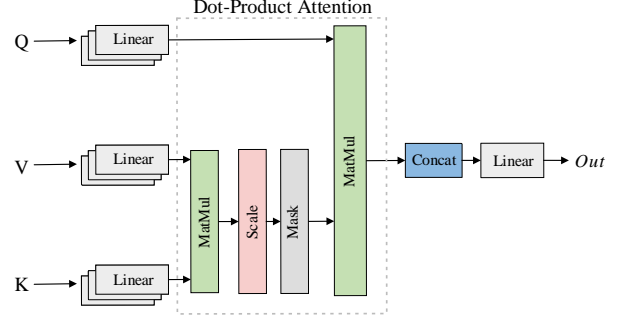 Dot-Product Attention
Q
Linear
V
Linear
K
Linear
MatMul
Scale
Mask
MatMul
Concat
Linear
Out